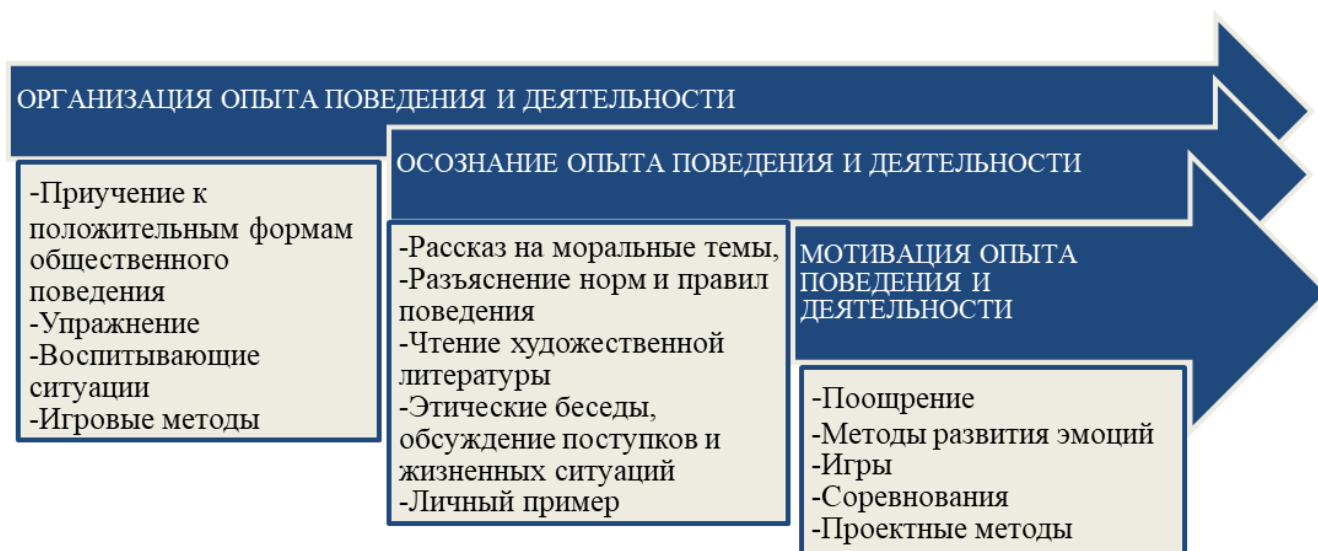 ОРГАНИЗАЦИЯ ОПЫТА ПОВЕДЕНИЯ И ДЕЯТЕЛЬНОСТИ
-Приучение к
положительным формам
общественного
поведения
-Упражнение
-Воспитывающие
ситуации
-Игровые методы
ОСОЗНАНИЕ ОПЫТА ПОВЕДЕНИЯ И ДЕЯТЕЛЬНОСТИ
-Рассказ на моральные темы,
-Разъяснение норм и правил
поведения
-Чтение художественной
литературы
-Этические беседы,
обсуждение поступков и
жизненных ситуаций
-Личный пример
МОТИВАЦИЯ ОПЫТА
ПОВЕДЕНИЯ И
ДЕЯТЕЛЬНОСТИ
-Поощрение
-Методы развития эмоций
-Игры
-Соревнования
-Проектные методы